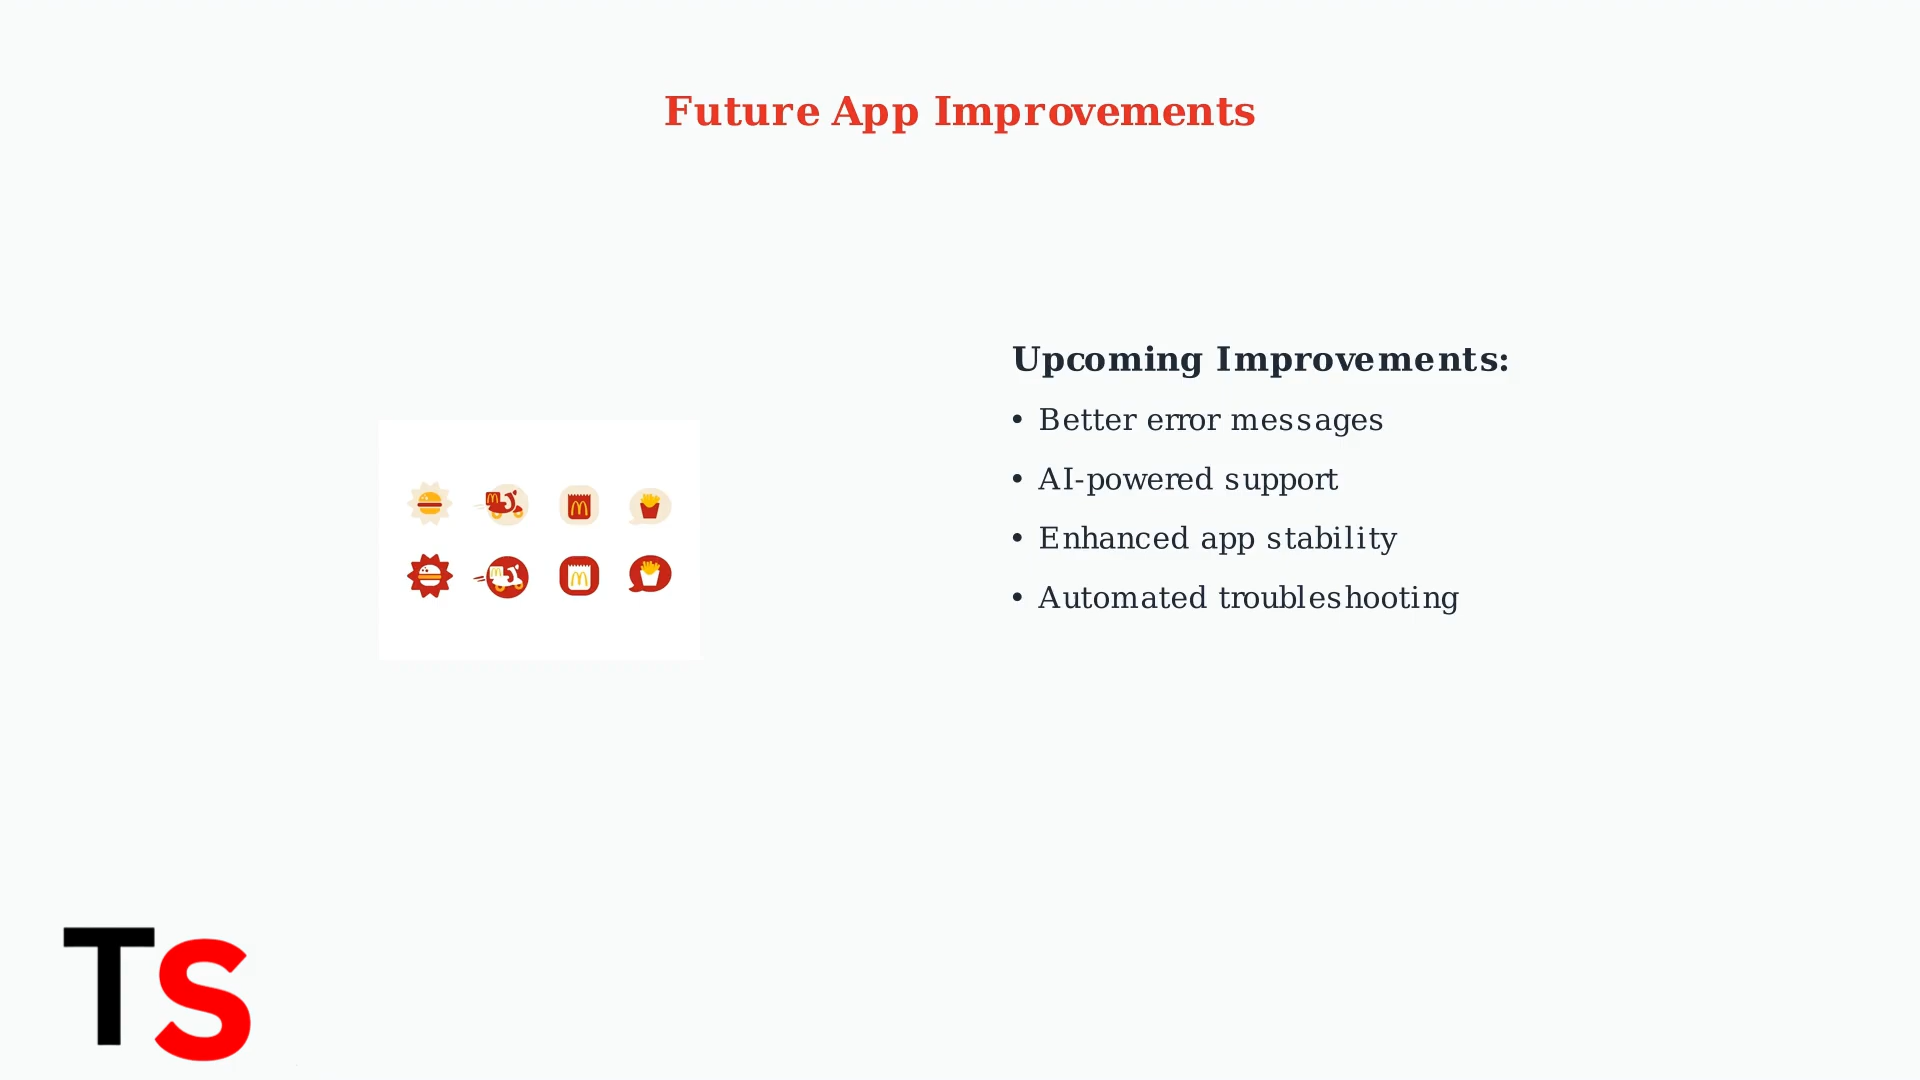 Future App Improvements
Upcoming Improvements:
• Better error messages
• AI-powered support
• Enhanced app stability
• Automated troubleshooting
TS